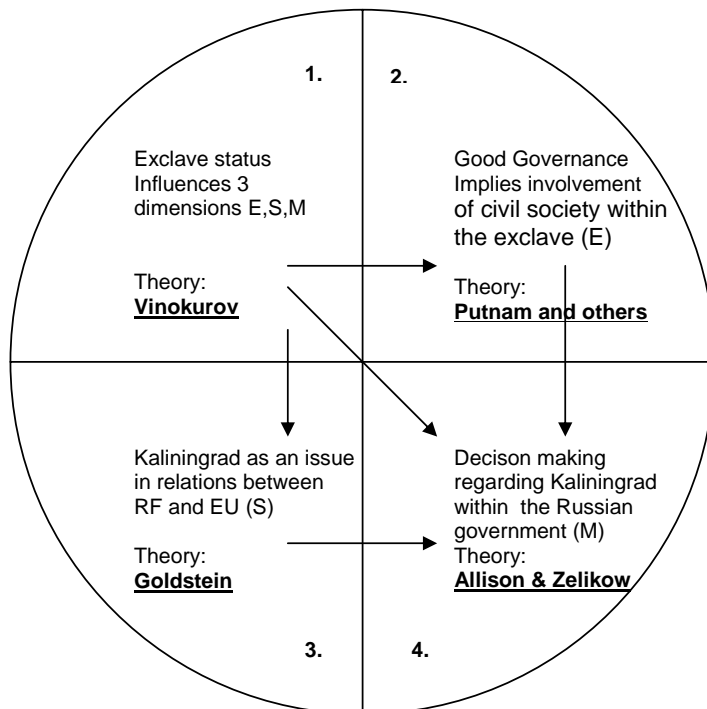 1.
Exclave status
Influences 3
dimensions E,S,M
Theory:
Vinokurov
2.
Good Governance
Implies involvement
of civil society within
the exclave (E)
Theory:
Putnam and others
Kaliningrad as an issue
in relations between
RF and EU (S)
Theory:
Goldstein
3.
Decison making
regarding Kaliningrad
within the Russian
government (M)
Theory:
Allison & Zelikow
4.